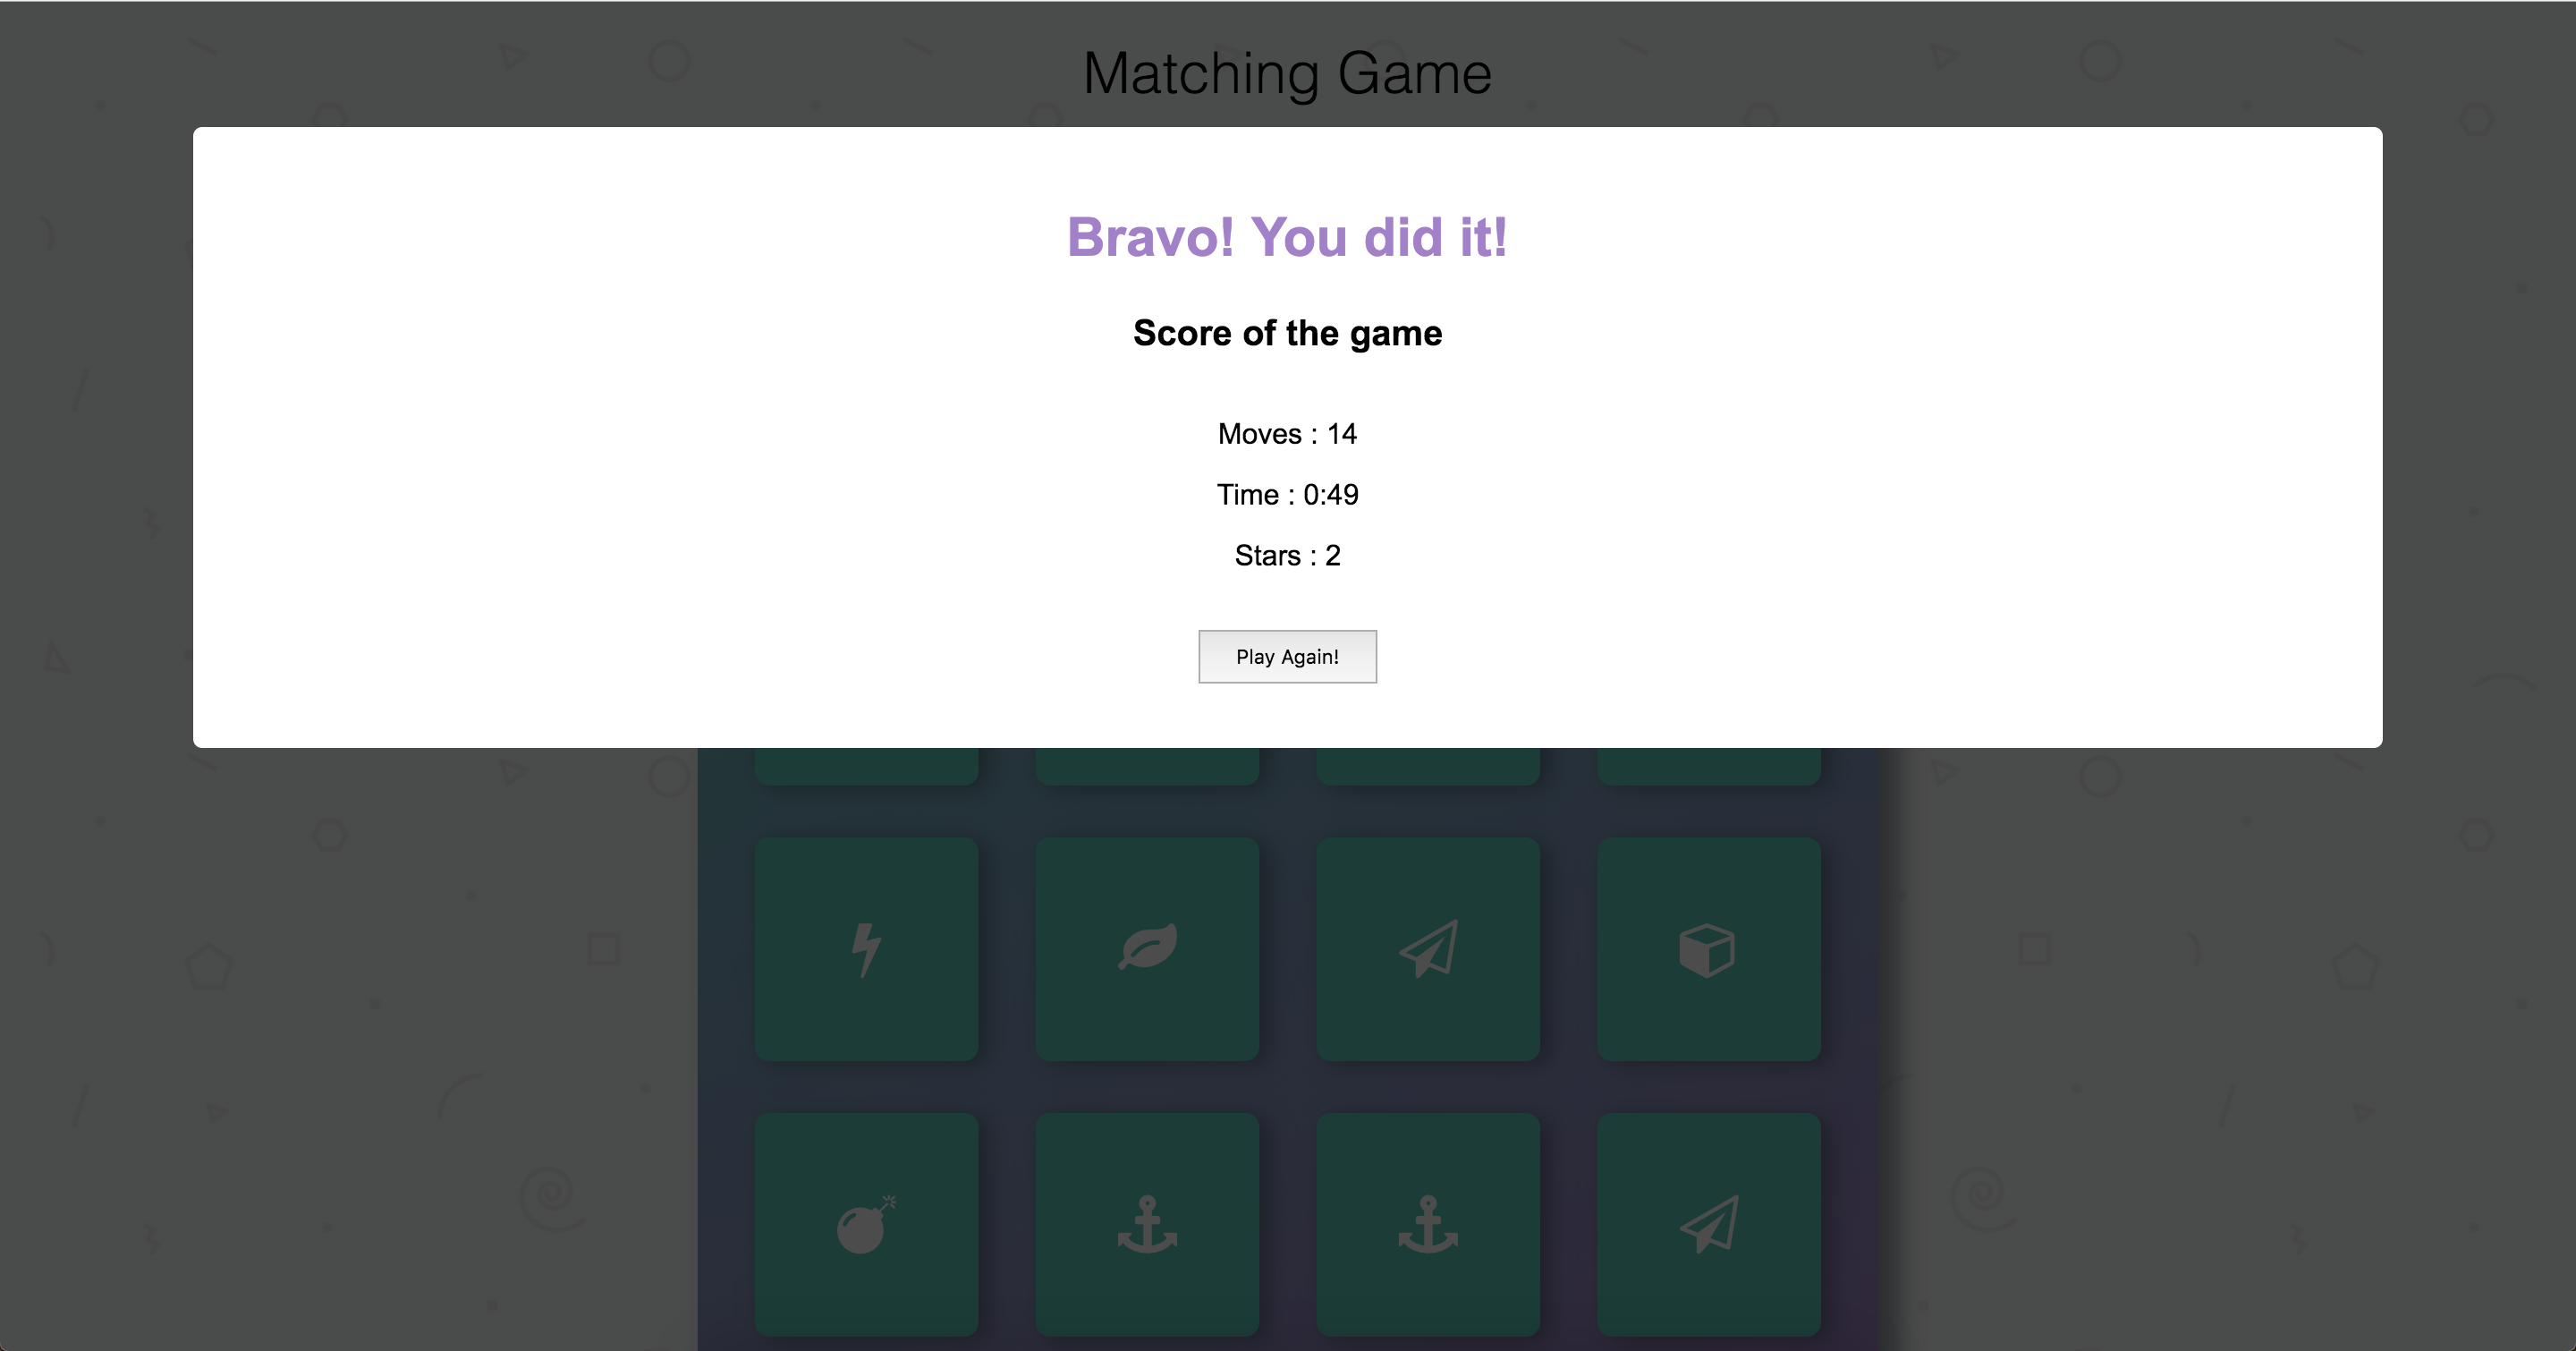 Matching Game
Bravo! You did it!
Score of the game
Moves : 14
Time : 0:49
Stars : 2
Play Again!